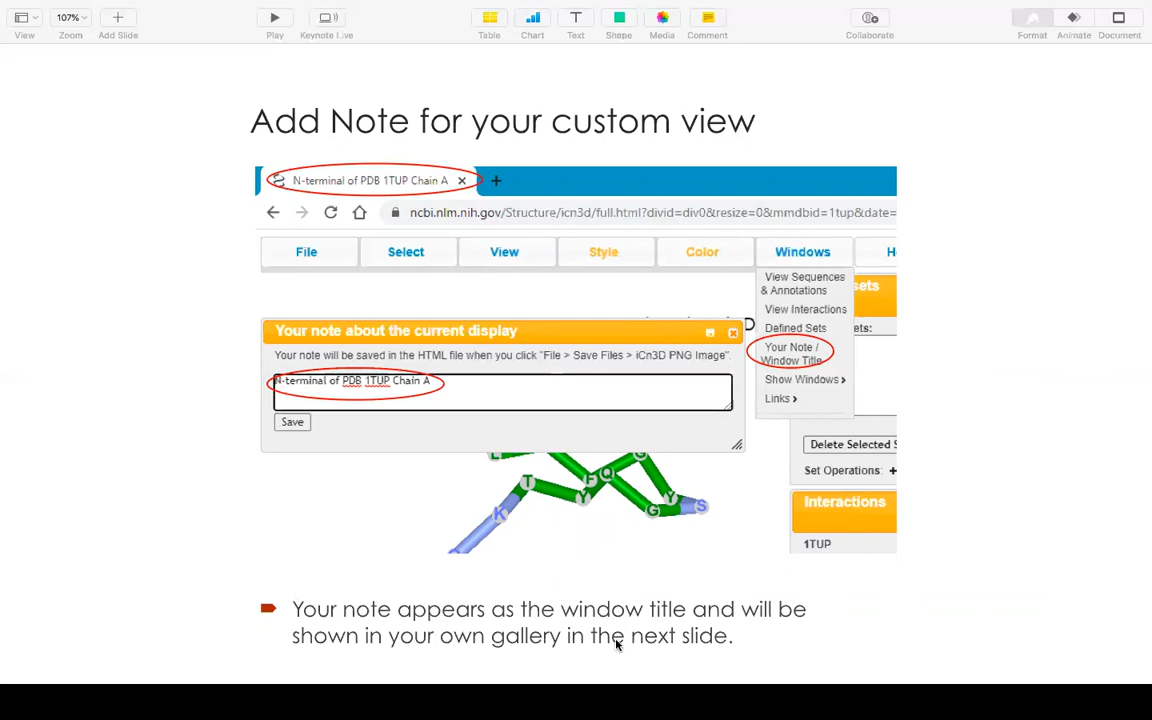 107%
View Zoom Add Slide Play Keynote Live Table Chart Text Shape Media Comment Collaborate Format Animate Document
Add Note for your custom view
N-terminal of PDB 1TUP Chain A
ncbi.nlm.nih.gov/Structure/icn3d/full.html?divid=div0&resize=0&mmdbid=1tup&date=
File Select View Style Color Windows
View Sequences
& Annotations
View Interactions
Defined Sets
Your Note /
Window Title
Show Windows
Links
Your note about the current display
Your note will be saved in the HTML file when you click "File > Save Files > iCn3D PNG Image".
N-terminal of PDB 1TUP Chain A
Save
Delete Selected S
Set Operations: +
Interactions
1TUP
L G T F Q Y Y G S K
Your note appears as the window title and will be
shown in your own gallery in the next slide.